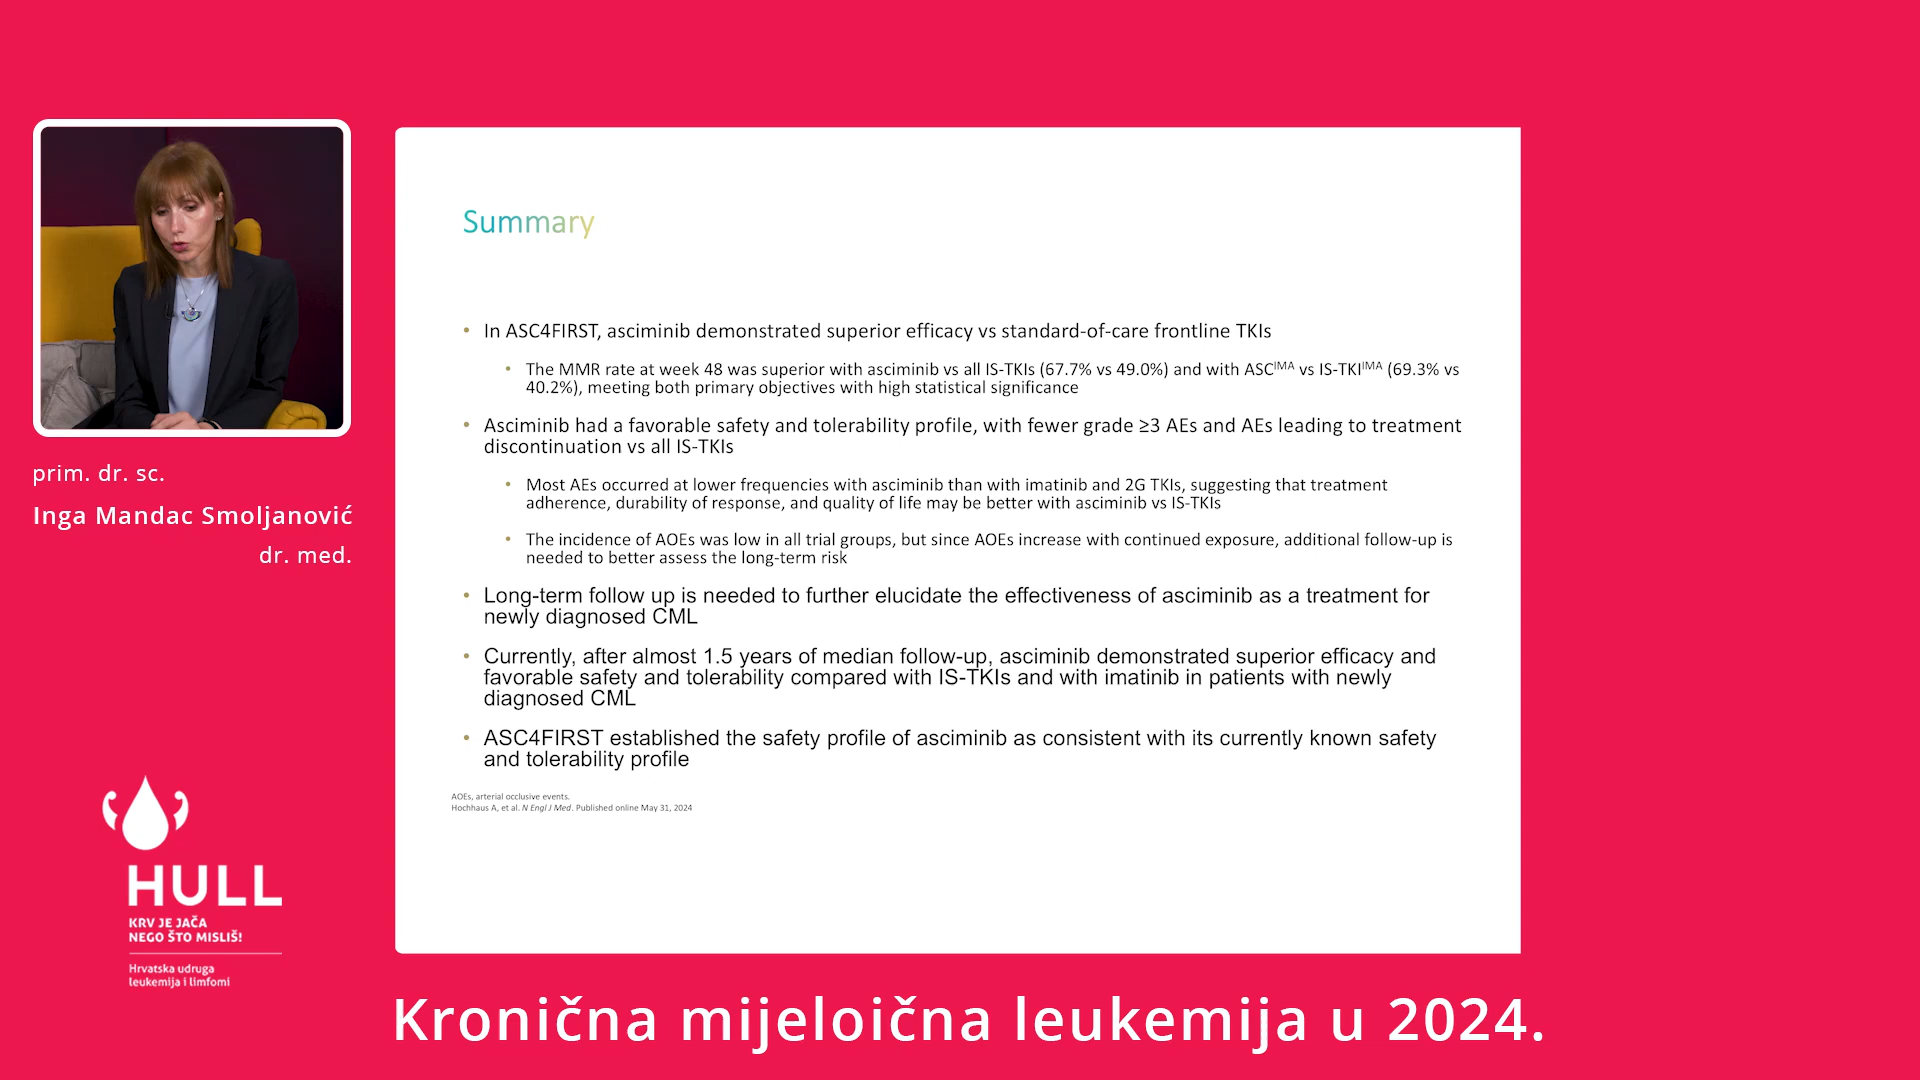 prim. dr. sc.
Inga Mandac Smoljanović
dr. med.
HULL
KRV JE JAČA
NEGO ŠTO MISLIŠ!
Hrvatska udruga
leukemija i limfomi
Summary
• In ASC4FIRST, asciminib demonstrated superior efficacy vs standard-of-care frontline TKIs
• The MMR rate at week 48 was superior with asciminib vs all IS-TKIs (67.7% vs 49.0%) and with ASCᴵᴹᴬ vs IS-TKIᴵᴹᴬ (69.3% vs
40.2%), meeting both primary objectives with high statistical significance
• Asciminib had a favorable safety and tolerability profile, with fewer grade ≥3 AEs and AEs leading to treatment
discontinuation vs all IS-TKIs
• Most AEs occurred at lower frequencies with asciminib than with imatinib and 2G TKIs, suggesting that treatment
adherence, durability of response, and quality of life may be better with asciminib vs IS-TKIs
• The incidence of AOEs was low in all trial groups, but since AOEs increase with continued exposure, additional follow-up is
needed to better assess the long-term risk
• Long-term follow up is needed to further elucidate the effectiveness of asciminib as a treatment for
newly diagnosed CML
• Currently, after almost 1.5 years of median follow-up, asciminib demonstrated superior efficacy and
favorable safety and tolerability compared with IS-TKIs and with imatinib in patients with newly
diagnosed CML
• ASC4FIRST established the safety profile of asciminib as consistent with its currently known safety
and tolerability profile
AOEs, arterial occlusive events.
Hochhaus A, et al. N Engl J Med. Published online May 31, 2024
Kronična mijeloična leukemija u 2024.